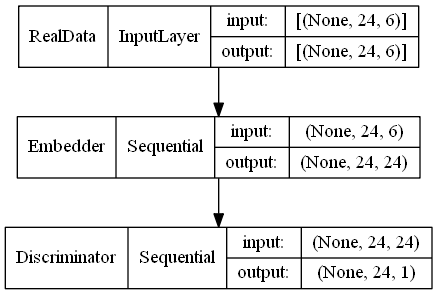 RealData InputLayer input: [(None, 24, 6)]
output: [(None, 24, 6)]
Embedder Sequential input: (None, 24, 6)
output: (None, 24, 24)
Discriminator Sequential input: (None, 24, 24)
output: (None, 24, 1)